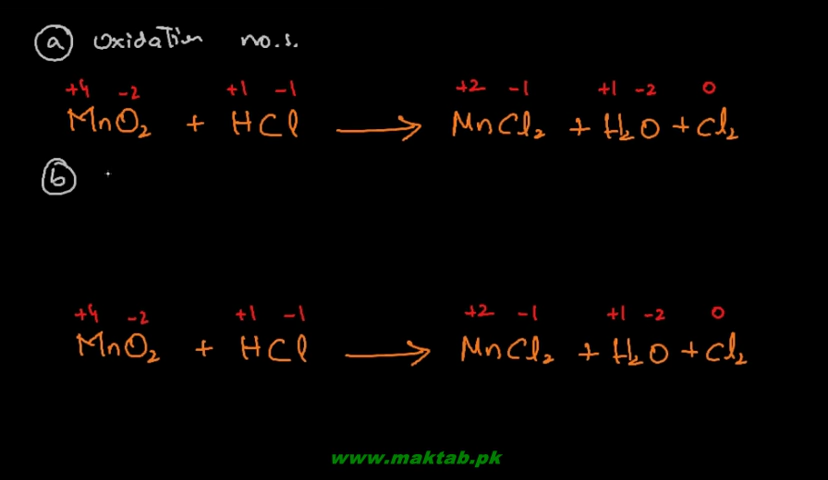 (a) oxidation no.s.
+4 -2 +1 -1 +2 -1 +1 -2 0
MnO₂ + HCl ⟶ MnCl₂ + H₂O + Cl₂
(b)
+4 -2 +1 -1 +2 -1 +1 -2 0
MnO₂ + HCl ⟶ MnCl₂ + H₂O + Cl₂
www.maktab.pk